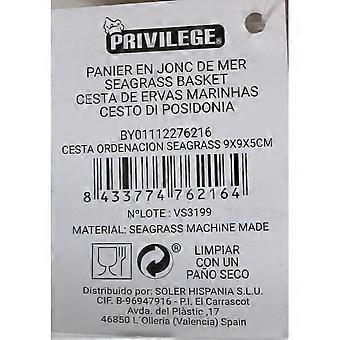 PRIVILEGE®
PANIER EN JONC DE MER
SEAGRASS BASKET
CESTA DE ERVAS MARINHAS
CESTO DI POSIDONIA
BY01112276216
CESTA ORDENACION SEAGRASS 9X9X5CM
8 433774 762164
NºLOTE : VS3199
MATERIAL: SEAGRASS MACHINE MADE
®
LIMPIAR
CON UN
PAÑO SECO
Distribuido por: SOLER HISPANIA S.L.U.
CIF. B-96947916 - P.I. El Carrascot
Avda. del Plàstic ,17
46850 L Olleria (Valencia) Spain